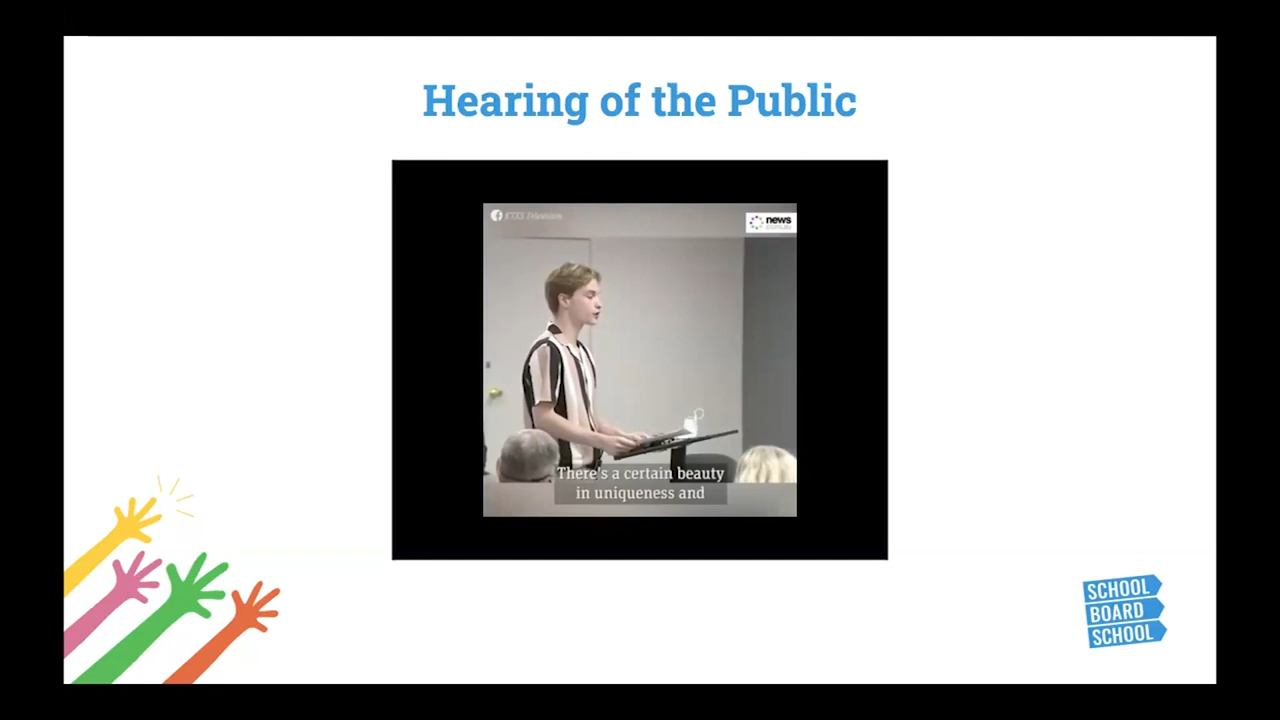 Hearing of the Public
news
There's a certain beauty
in uniqueness and
SCHOOL
BOARD
SCHOOL